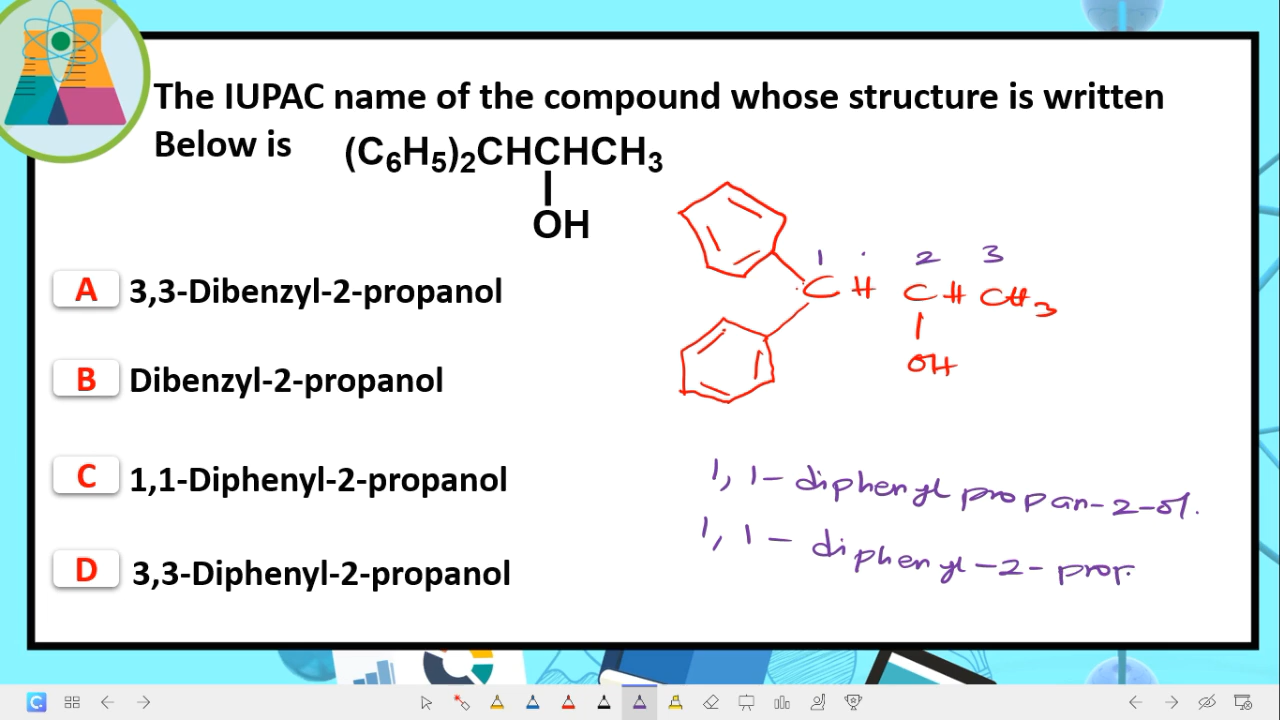 The IUPAC name of the compound whose structure is written
Below is (C₆H₅)₂CHCHCH₃
OH
A 3,3-Dibenzyl-2-propanol
B Dibenzyl-2-propanol
C 1,1-Diphenyl-2-propanol
D 3,3-Diphenyl-2-propanol
1 2 3
CH CH CH₃
OH
1,1-diphenyl propan-2-ol.
1,1-diphenyl-2-prop.
C